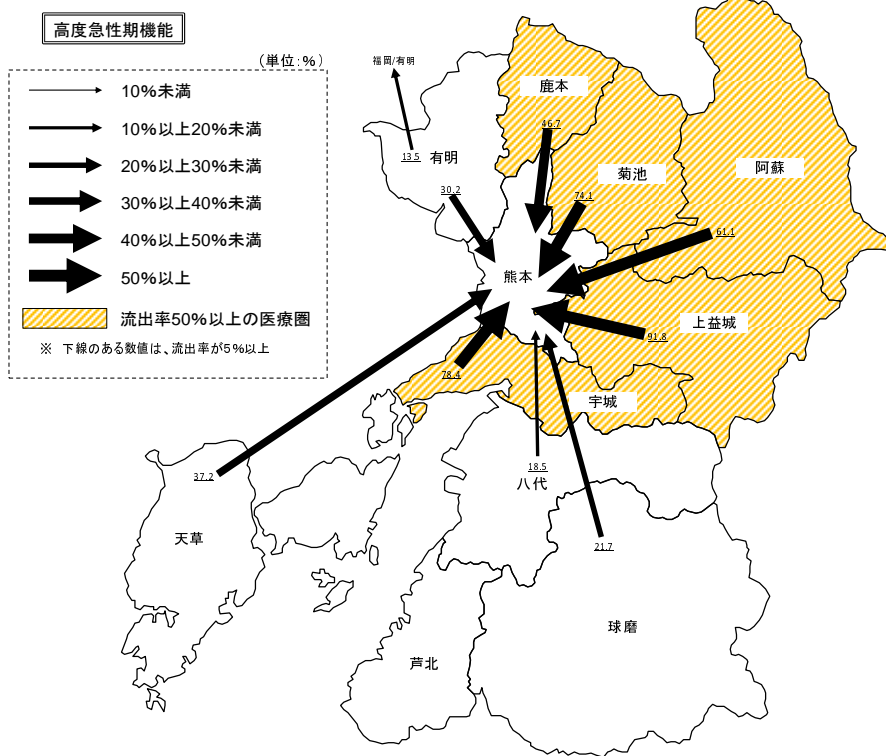 高度急性期機能
（単位：％）
10％未満
10％以上20％未満
20％以上30％未満
30％以上40％未満
40％以上50％未満
50％以上
流出率50％以上の医療圏
※ 下線のある数値は、流出率が5％以上
福岡/有明
鹿本
46.7
13.5
有明
菊池
阿蘇
30.2
74.1
61.1
熊本
上益城
91.8
78.4
宇城
18.5
37.2
八代
天草
21.7
球磨
芦北